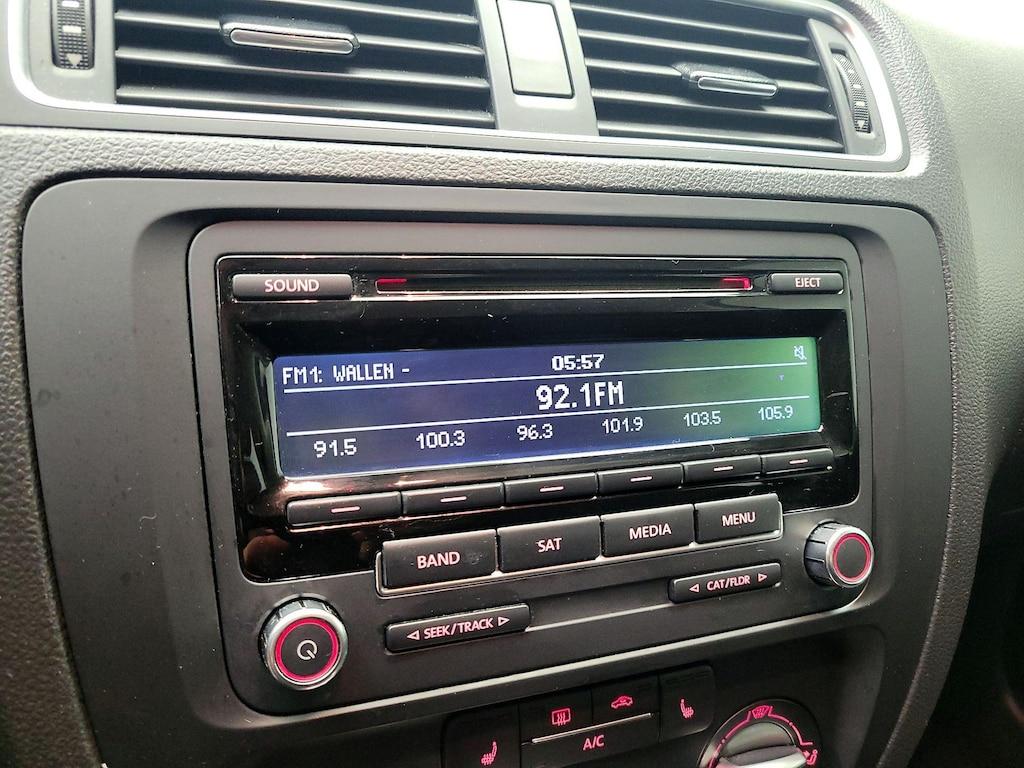 SOUND
EJECT
FM1: WALLEN -
05:57
92.1FM
91.5 100.3 96.3 101.9 103.5 105.9
BAND SAT MEDIA MENU
SEEK/TRACK
CAT/FLDR
A/C